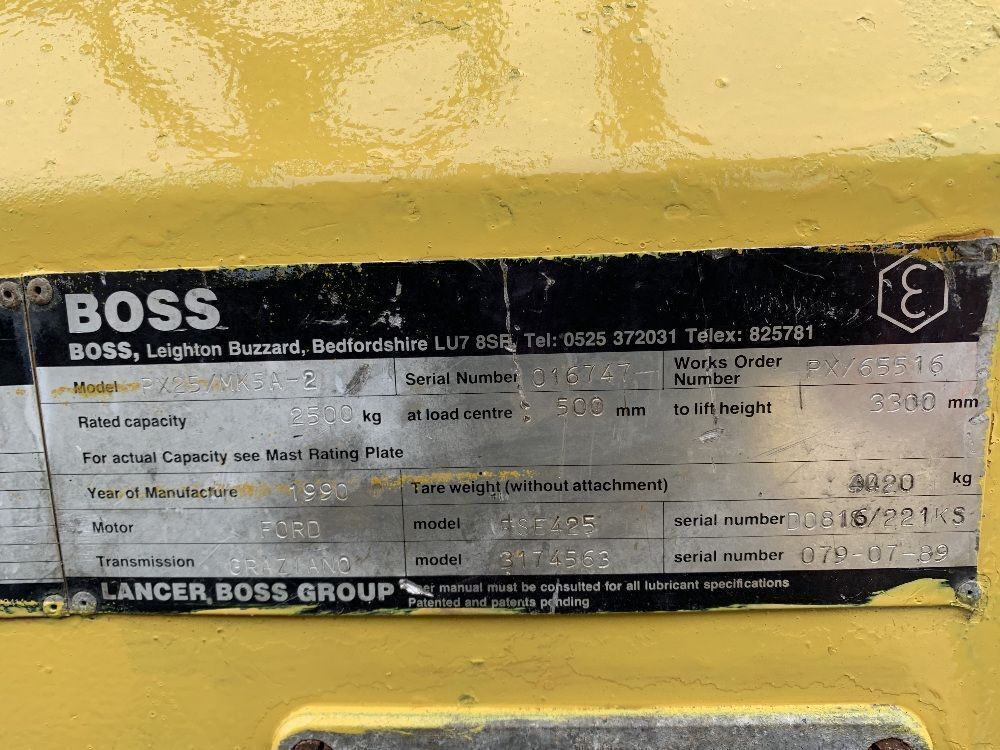 BOSS
BOSS, Leighton Buzzard, Bedfordshire LU7 8SR, Tel: 0525 372031 Telex: 825781
Model PX25/MK5A-2 Serial Number 016747 Works Order Number PX/65516
Rated capacity 2500 kg at load centre 500 mm to lift height 3300 mm
For actual Capacity see Mast Rating Plate
Year of Manufacture 1990 Tare weight (without attachment) kg
Motor FORD model serial number
Transmission GRAZIANO model 3174563 serial number 079-07-89
LANCER BOSS GROUP manual must be consulted for all lubricant specifications
Patented and patents pending